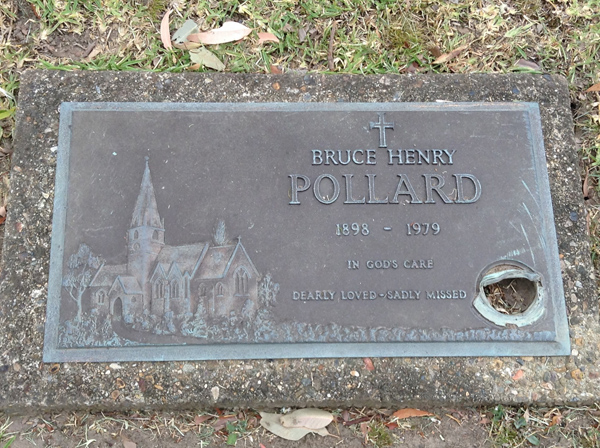 BRUCE HENRY
POLLARD
1898 - 1979
IN GOD'S CARE
DEARLY LOVED - SADLY MISSED